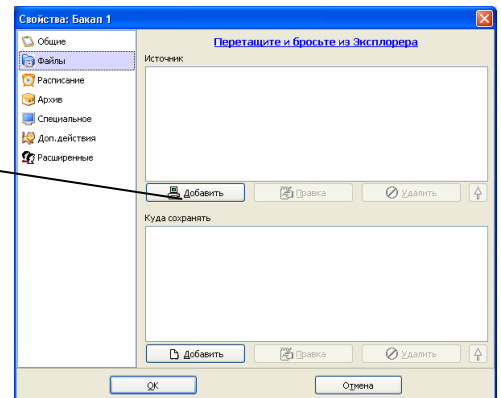 Свойства: Бакап 1
Общие
Файлы
Расписание
Архив
Специальное
Доп.действия
Расширенные
Перетащите и бросьте из Эксплорера
Источник
Добавить
Правка
Удалить
Куда сохранять
Добавить
Правка
Удалить
OK
Отмена